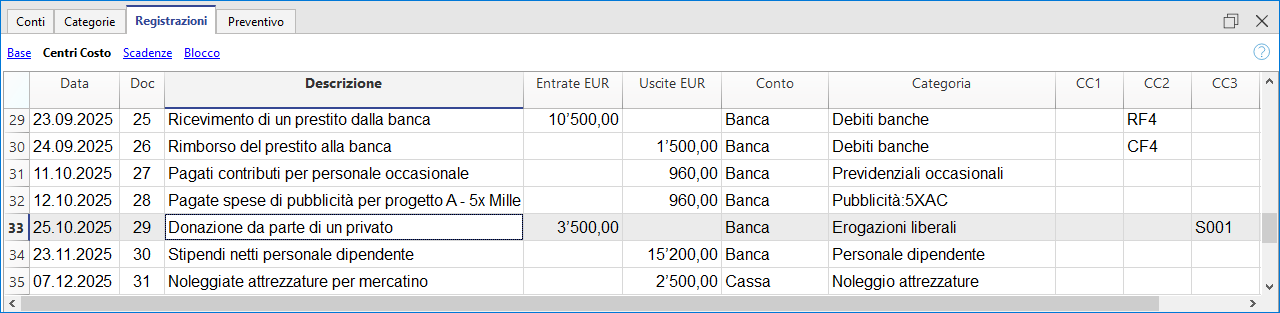 Conti Categorie Registrazioni Preventivo
Base Centri Costo Scadenze Blocco ?
Data Doc Descrizione Entrate EUR Uscite EUR Conto Categoria CC1 CC2 CC3
29 23.09.2025 25 Ricevimento di un prestito dalla banca 10’500,00 Banca Debiti banche RF4
30 24.09.2025 26 Rimborso del prestito alla banca 1’500,00 Banca Debiti banche CF4
31 11.10.2025 27 Pagati contributi per personale occasionale 960,00 Banca Previdenziali occasionali
32 12.10.2025 28 Pagate spese di pubblicità per progetto A - 5x Mille 960,00 Banca Pubblicità:5XAC
33 25.10.2025 29 Donazione da parte di un privato 3’500,00 Banca Erogazioni liberali S001
34 23.11.2025 30 Stipendi netti personale dipendente 15’200,00 Banca Personale dipendente
35 07.12.2025 31 Noleggiate attrezzature per mercatino 2’500,00 Cassa Noleggio attrezzature